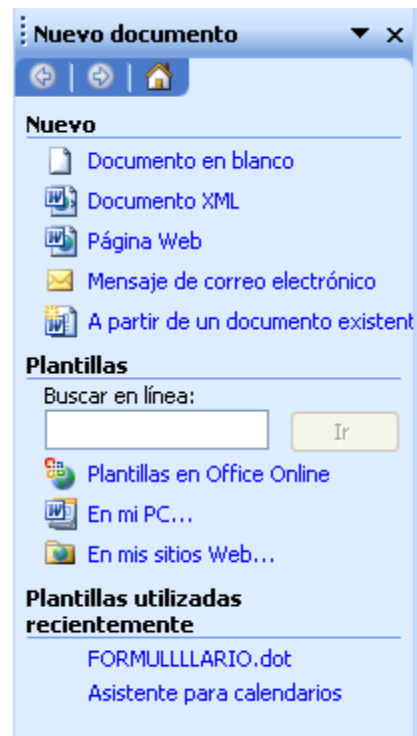 Nuevo documento
Nuevo
Documento en blanco
Documento XML
Página Web
Mensaje de correo electrónico
A partir de un documento existent
Plantillas
Buscar en línea:
Ir
Plantillas en Office Online
En mi PC...
En mis sitios Web...
Plantillas utilizadas
recientemente
FORMULLLLARIO.dot
Asistente para calendarios